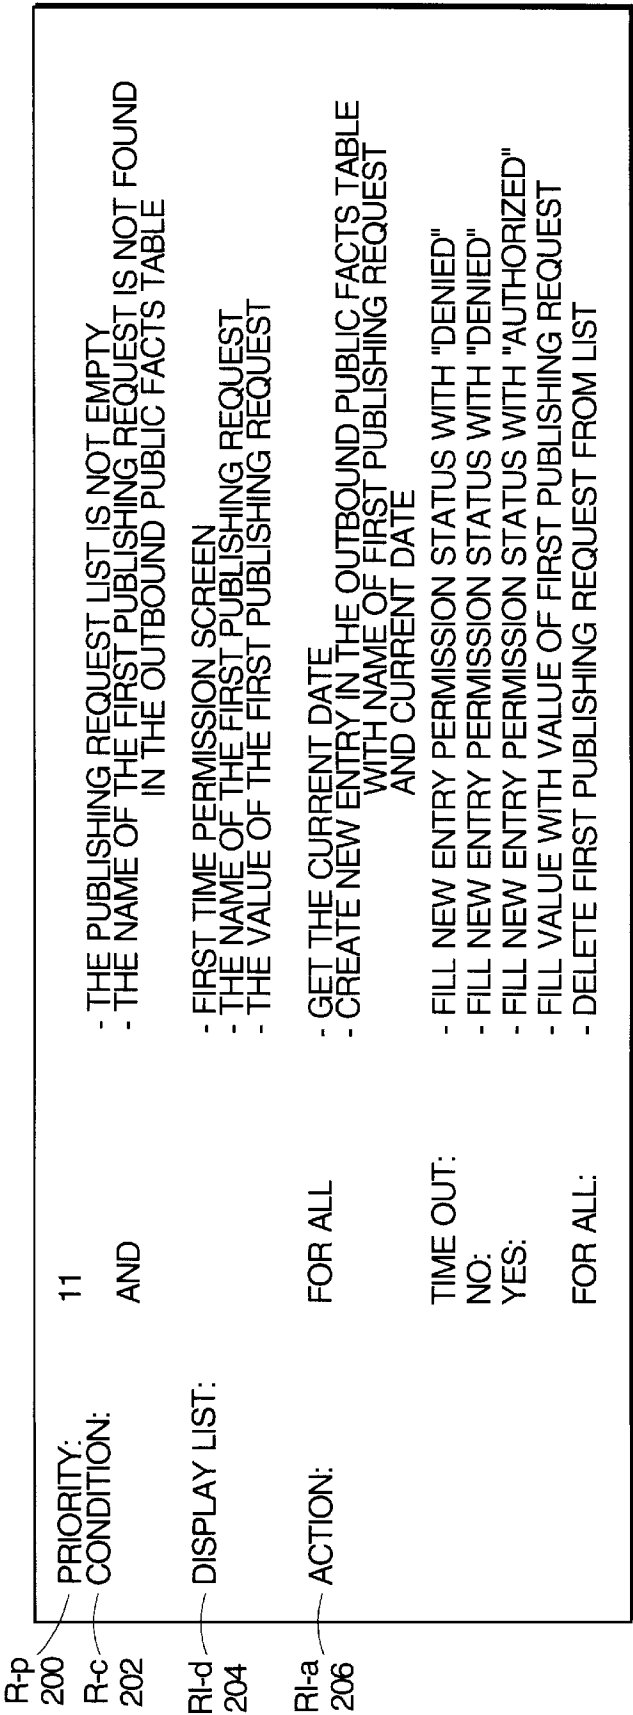 R-p 200 PRIORITY: 11
R-c 202 CONDITION: - THE PUBLISHING REQUEST LIST IS NOT EMPTY
AND - THE NAME OF THE FIRST PUBLISHING REQUEST IS NOT FOUND
IN THE OUTBOUND PUBLIC FACTS TABLE
RI-d 204 DISPLAY LIST: - FIRST TIME PERMISSION SCREEN
- THE NAME OF THE FIRST PUBLISHING REQUEST
- THE VALUE OF THE FIRST PUBLISHING REQUEST
RI-a 206 ACTION: FOR ALL - GET THE CURRENT DATE
- CREATE NEW ENTRY IN THE OUTBOUND PUBLIC FACTS TABLE
WITH NAME OF FIRST PUBLISHING REQUEST
AND CURRENT DATE
TIME OUT: - FILL NEW ENTRY PERMISSION STATUS WITH "DENIED"
NO: - FILL NEW ENTRY PERMISSION STATUS WITH "DENIED"
YES: - FILL NEW ENTRY PERMISSION STATUS WITH "AUTHORIZED"
- FILL VALUE WITH VALUE OF FIRST PUBLISHING REQUEST
FOR ALL: - DELETE FIRST PUBLISHING REQUEST FROM LIST